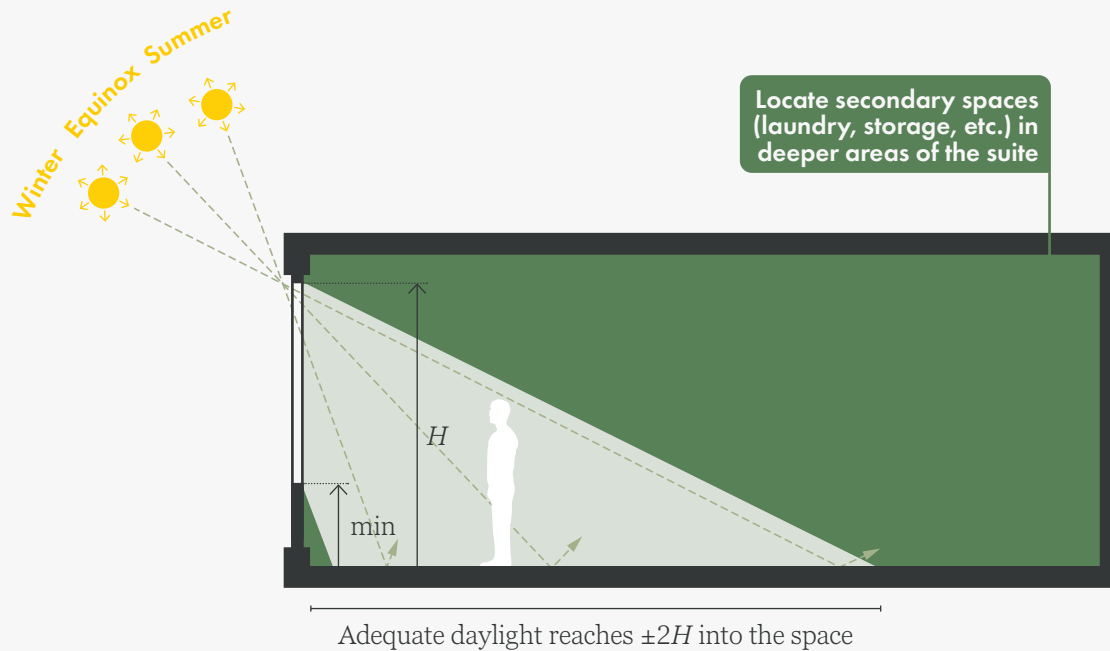 Winter Equinox Summer
Locate secondary spaces
(laundry, storage, etc.) in
deeper areas of the suite
H
min
Adequate daylight reaches ±2H into the space